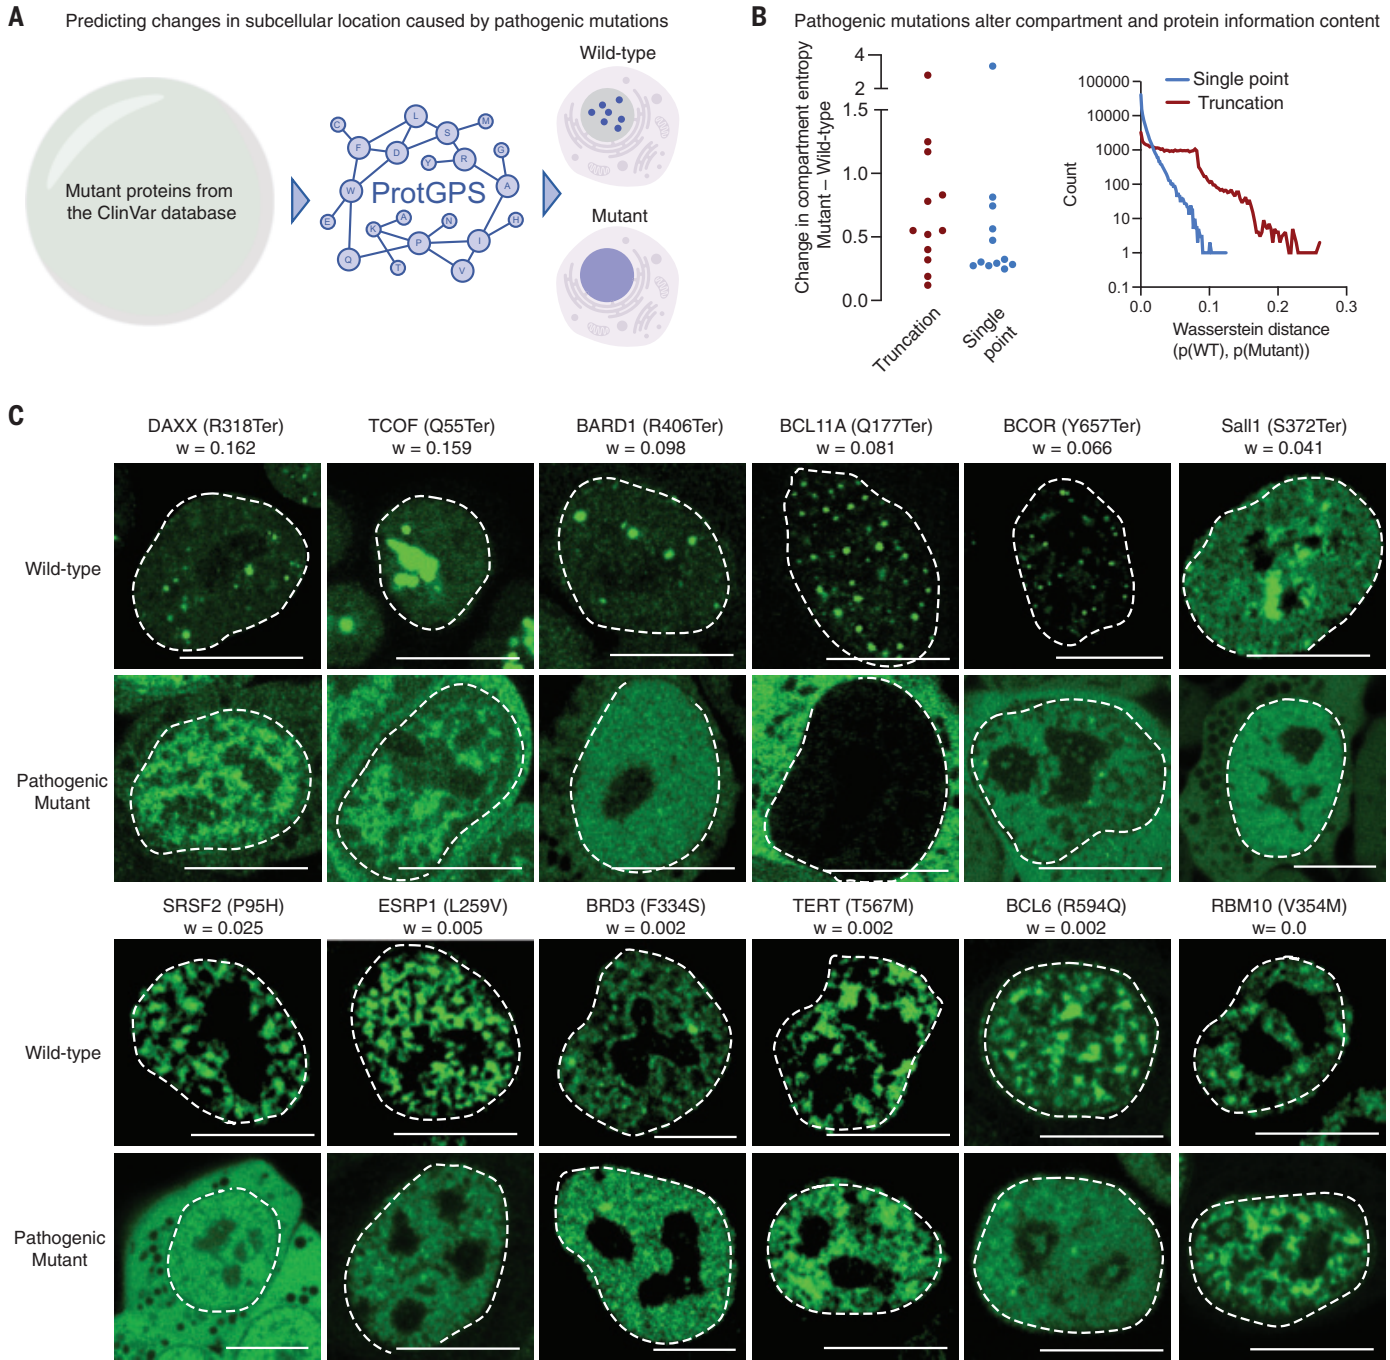 A Predicting changes in subcellular location caused by pathogenic mutations
Mutant proteins from
the ClinVar database
C
L
S
M
F
D
Y
R
G
W
ProtGPS
A
E
K
A
N
H
P
I
Q
T
V
Wild-type
Mutant
B Pathogenic mutations alter compartment and protein information content
Change in compartment entropy
Mutant – Wild-type
4
2
1.5
1.0
0.5
0.0
Truncation
Single
point
Count
100000
10000
1000
100
10
1
0.1
Single point
Truncation
0.0 0.1 0.2 0.3
Wasserstein distance
(p(WT), p(Mutant))
C
DAXX (R318Ter) TCOF (Q55Ter) BARD1 (R406Ter) BCL11A (Q177Ter) BCOR (Y657Ter) Sall1 (S372Ter)
w = 0.162 w = 0.159 w = 0.098 w = 0.081 w = 0.066 w = 0.041
Wild-type
Pathogenic
Mutant
SRSF2 (P95H) ESRP1 (L259V) BRD3 (F334S) TERT (T567M) BCL6 (R594Q) RBM10 (V354M)
w = 0.025 w = 0.005 w = 0.002 w = 0.002 w = 0.002 w= 0.0
Wild-type
Pathogenic
Mutant